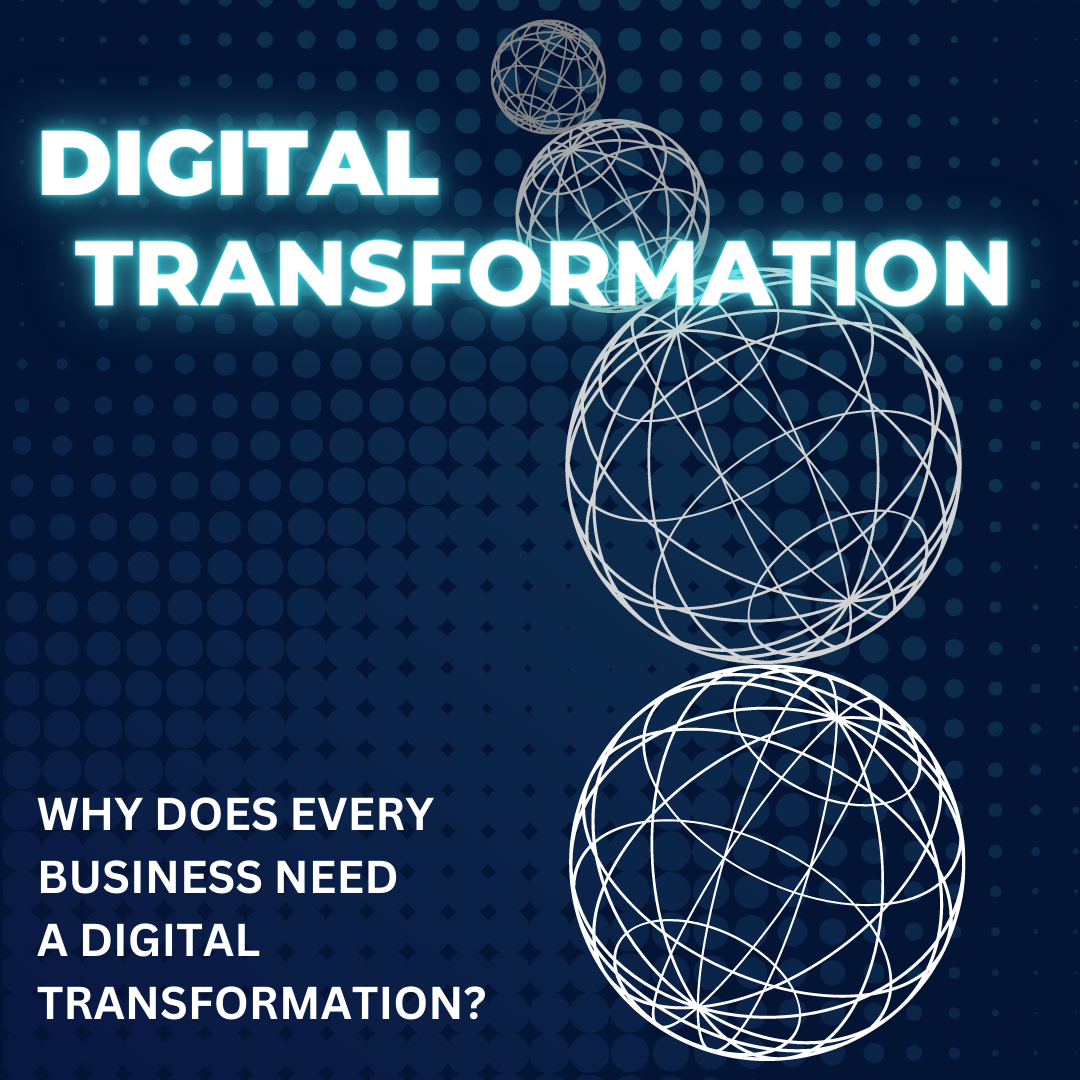 DIGITAL
TRANSFORMATION
WHY DOES EVERY
BUSINESS NEED
A DIGITAL
TRANSFORMATION?